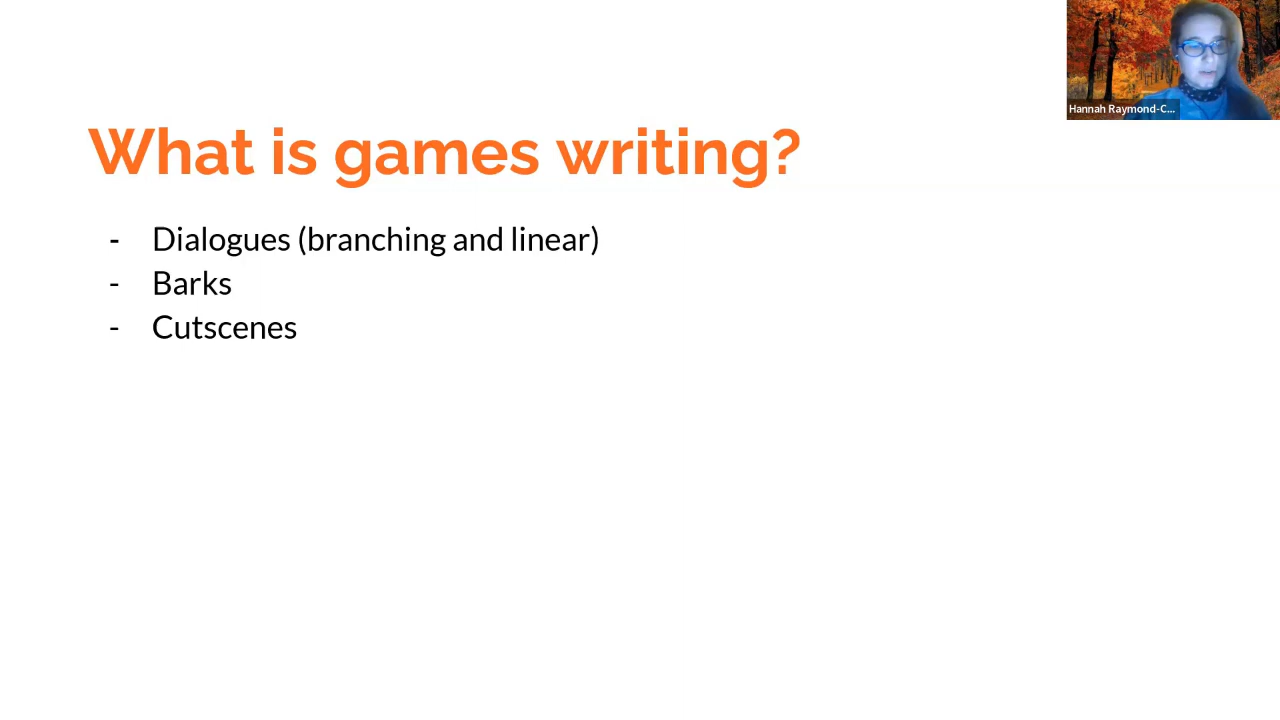 Hannah Raymond-C...
What is games writing?
- Dialogues (branching and linear)
- Barks
- Cutscenes